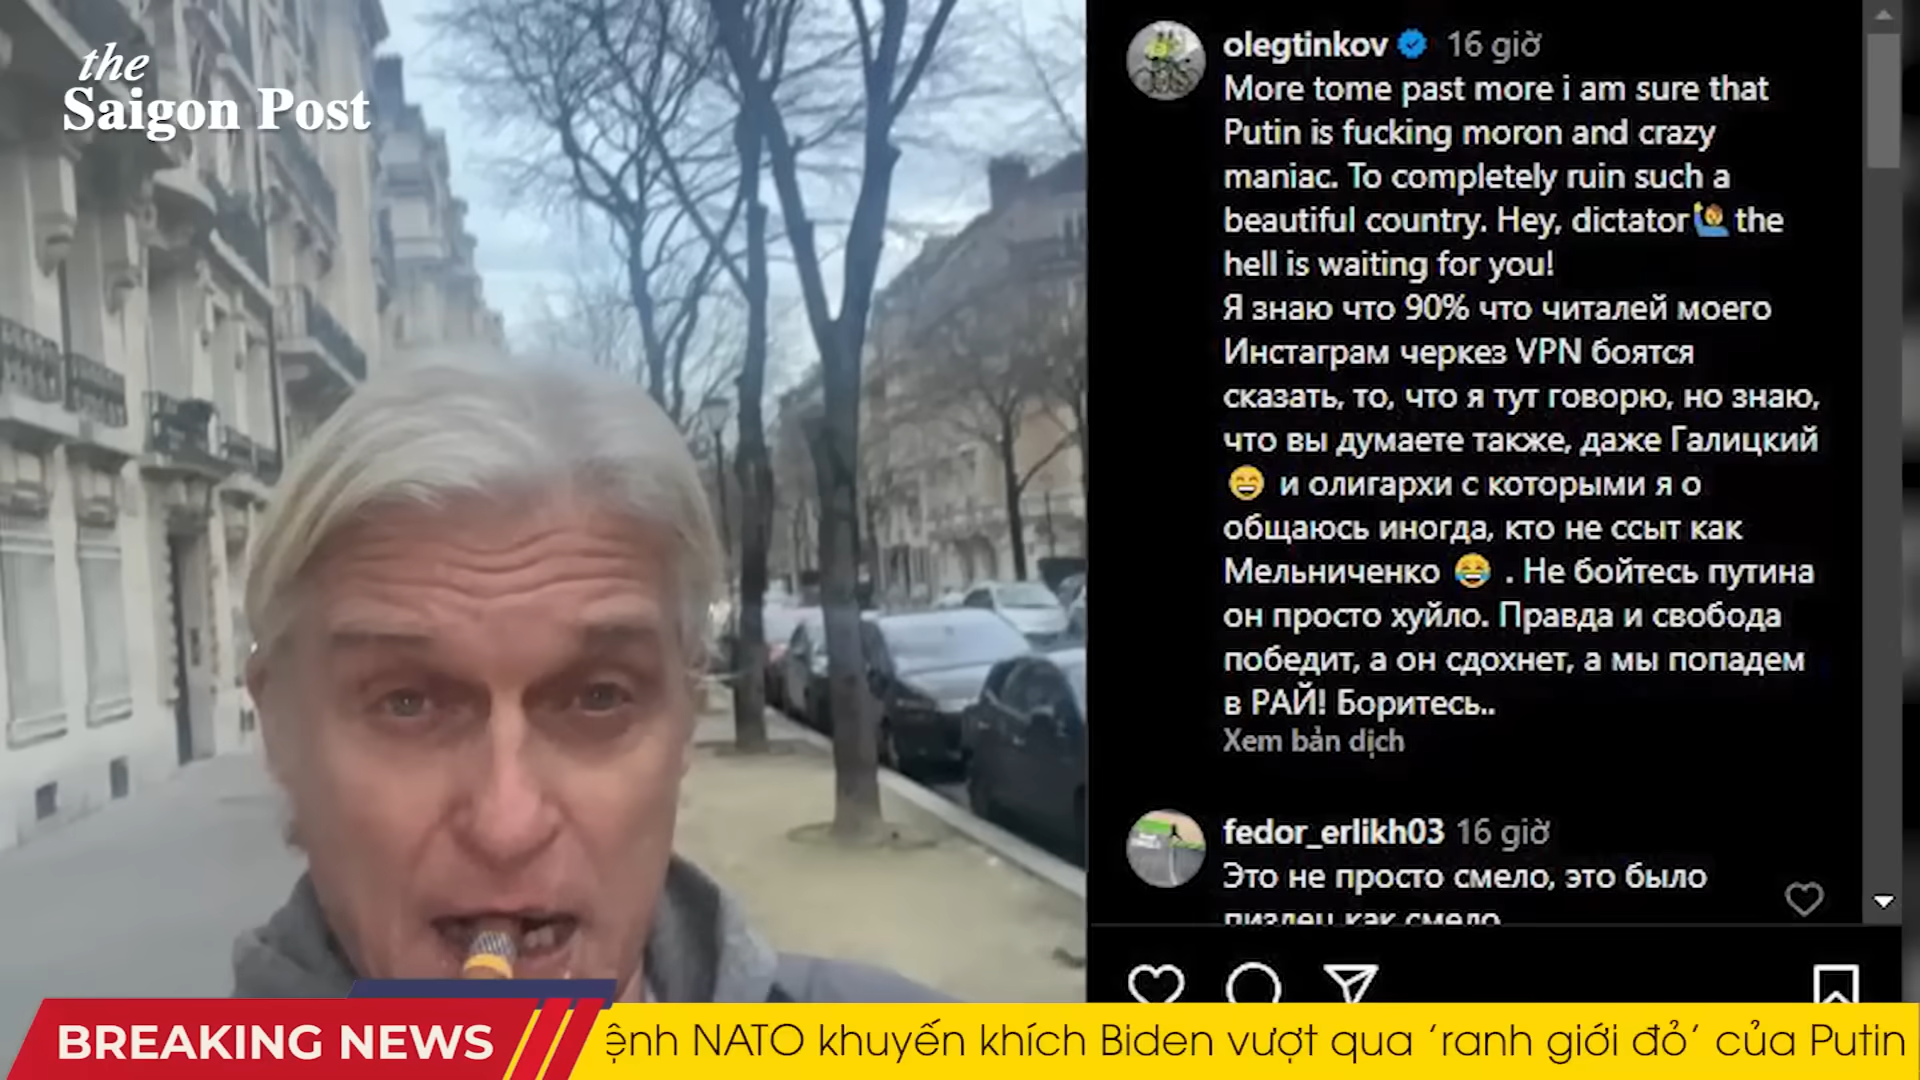 the
Saigon Post
olegtinkov 16 giờ
More tome past more i am sure that
Putin is fucking moron and crazy
maniac. To completely ruin such a
beautiful country. Hey, dictator🙋‍♂️ the
hell is waiting for you!
Я знаю что 90% что читалей моего
Инстаграм черкез VPN боятся
сказать, то, что я тут говорю, но знаю,
что вы думаете также, даже Галицкий
😁 и олигархи с которыми я о
общаюсь иногда, кто не ссыт как
Мельниченко 😂 . Не бойтесь путина
он просто хуйло. Правда и свобода
победит, а он сдохнет, а мы попадем
в РАЙ! Боритесь..
Xem bản dịch
fedor_erlikh03 16 giờ
Это не просто смело, это было
пиздец как смело
BREAKING NEWS
ệnh NATO khuyến khích Biden vượt qua ‘ranh giới đỏ’ của Putin